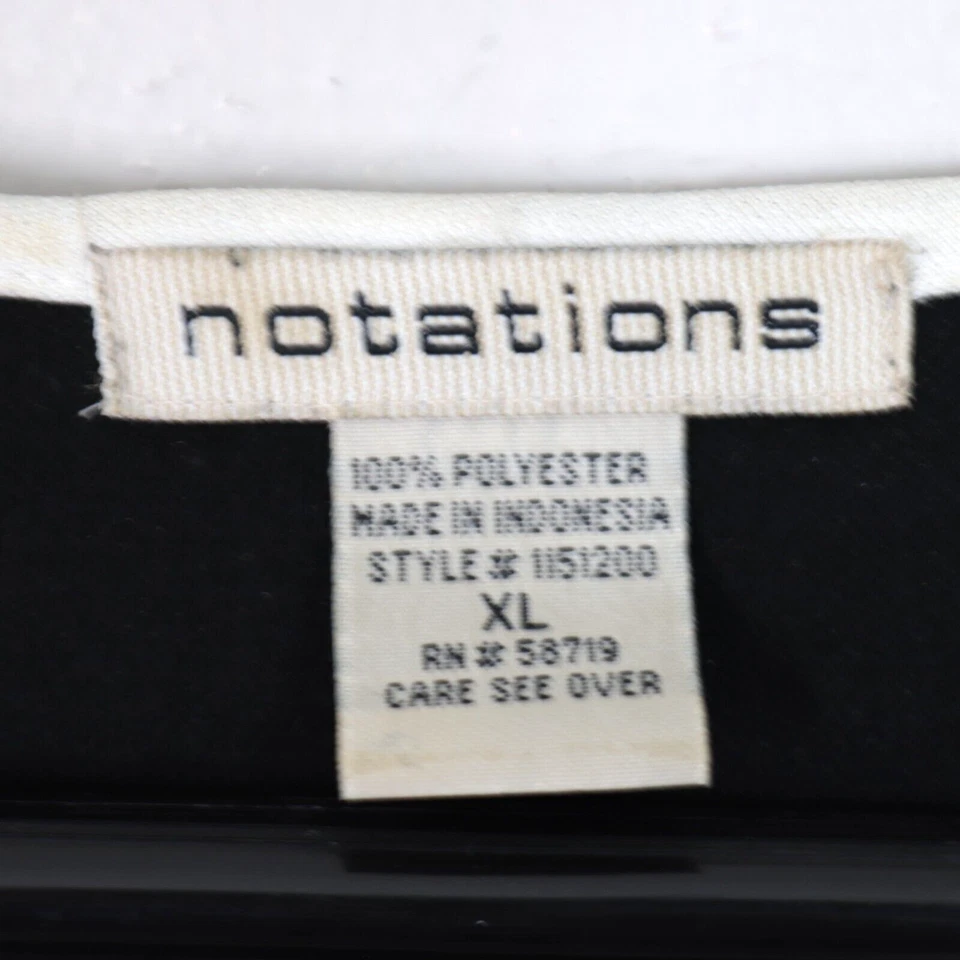 notations
100% POLYESTER
MADE IN INDONESIA
STYLE # 1151200
XL
RN # 58719
CARE SEE OVER